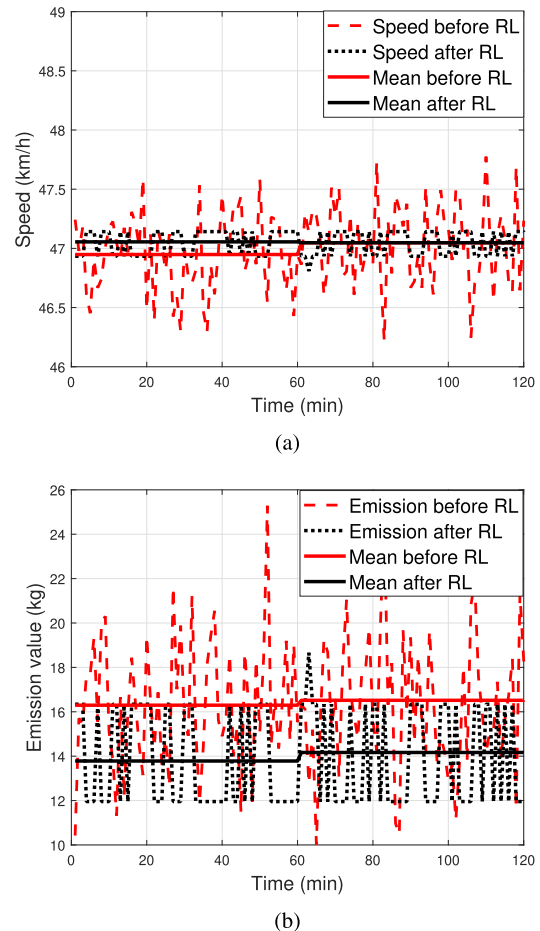 49
48.5
48
47.5
47
46.5
46
Speed (km/h)
Speed before RL
Speed after RL
Mean before RL
Mean after RL
0 20 40 60 80 100 120
Time (min)
(a)
26
24
22
20
18
16
14
12
10
Emission value (kg)
Emission before RL
Emission after RL
Mean before RL
Mean after RL
0 20 40 60 80 100 120
Time (min)
(b)